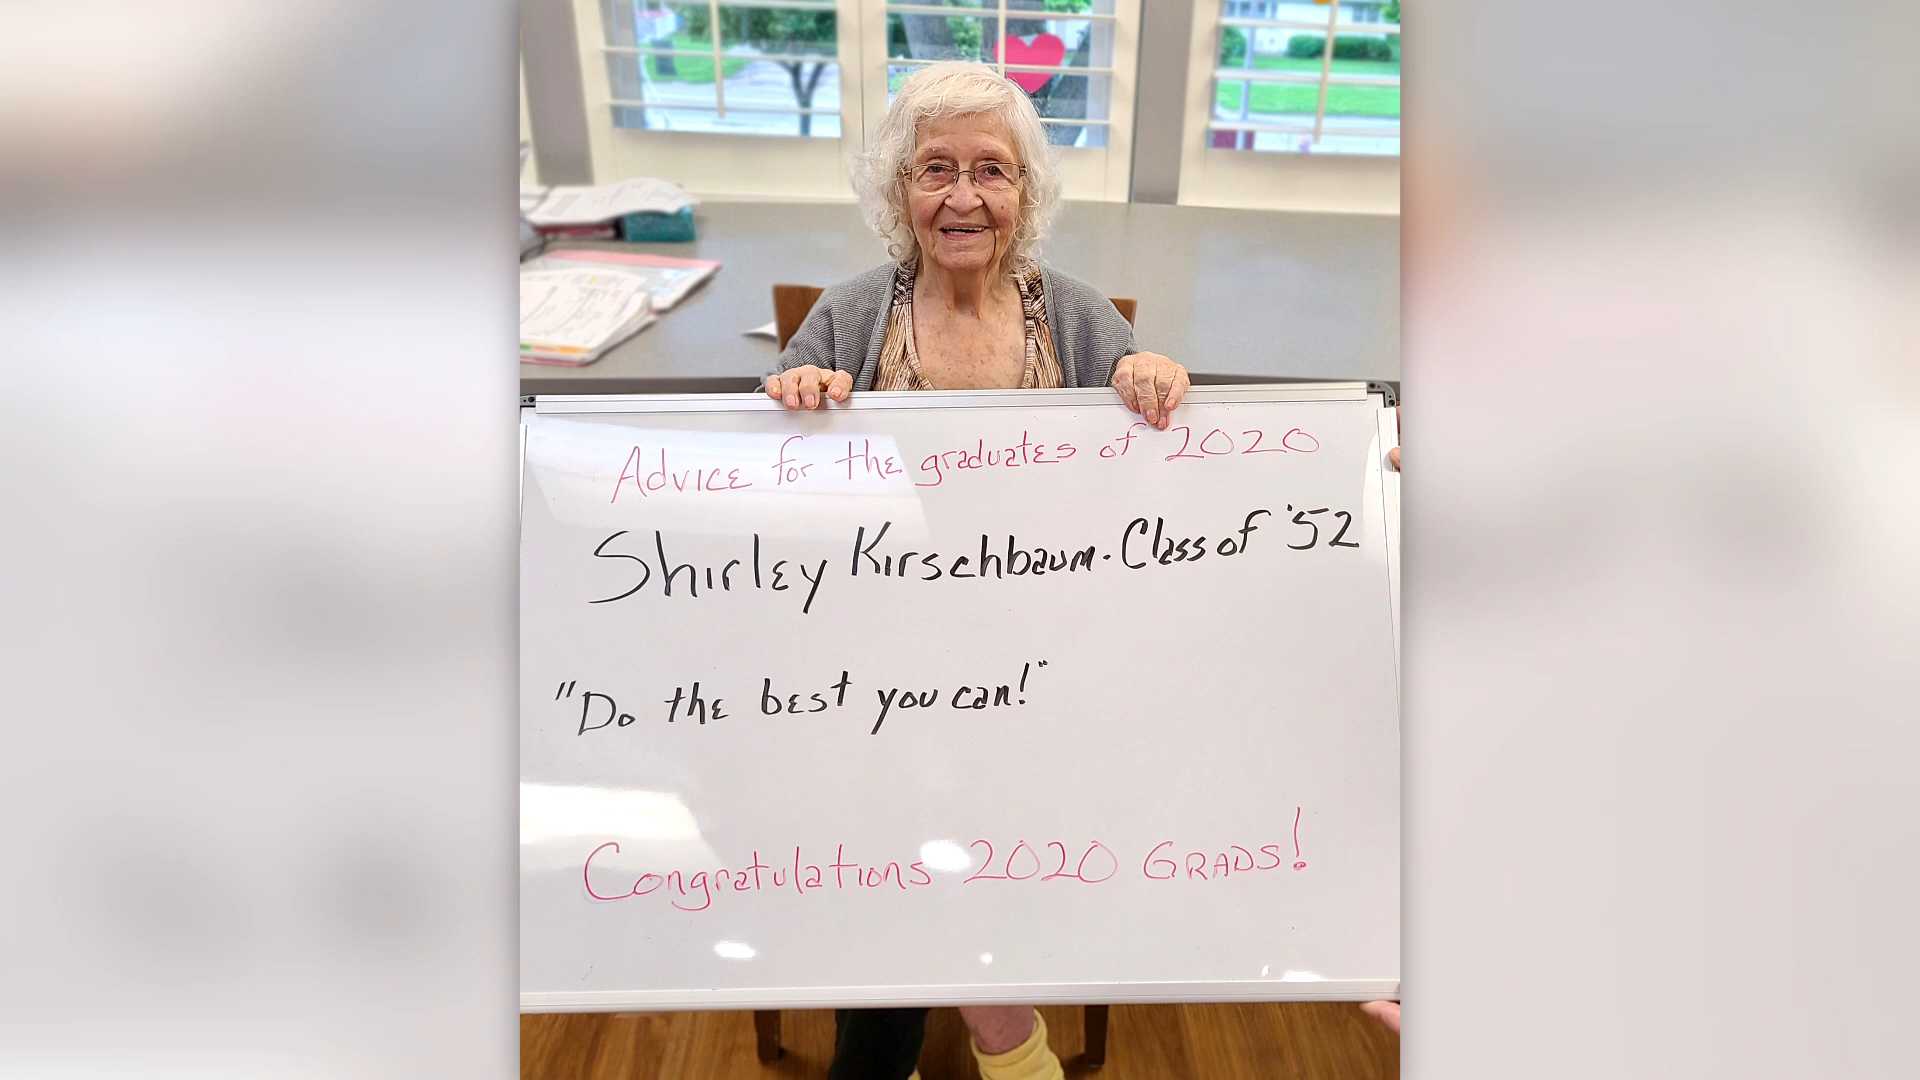 Advice for the graduates of 2020
Shirley Kirschbaum. Class of '52
"Do the best you can!"
Congratulations 2020 GRADS!